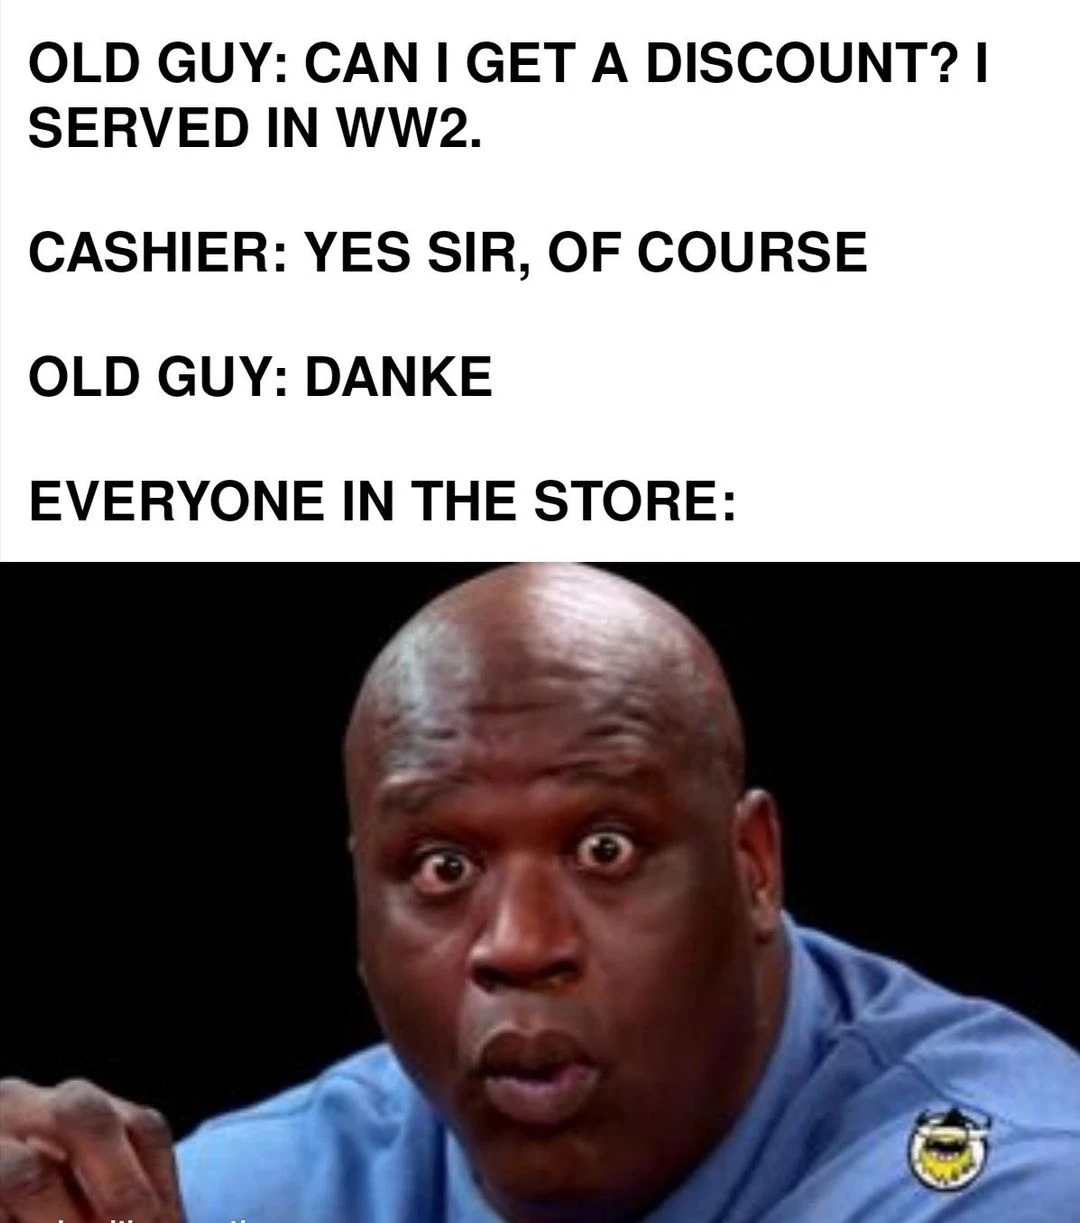 OLD GUY: CAN I GET A DISCOUNT? I
SERVED IN WW2.
CASHIER: YES SIR, OF COURSE
OLD GUY: DANKE
EVERYONE IN THE STORE: